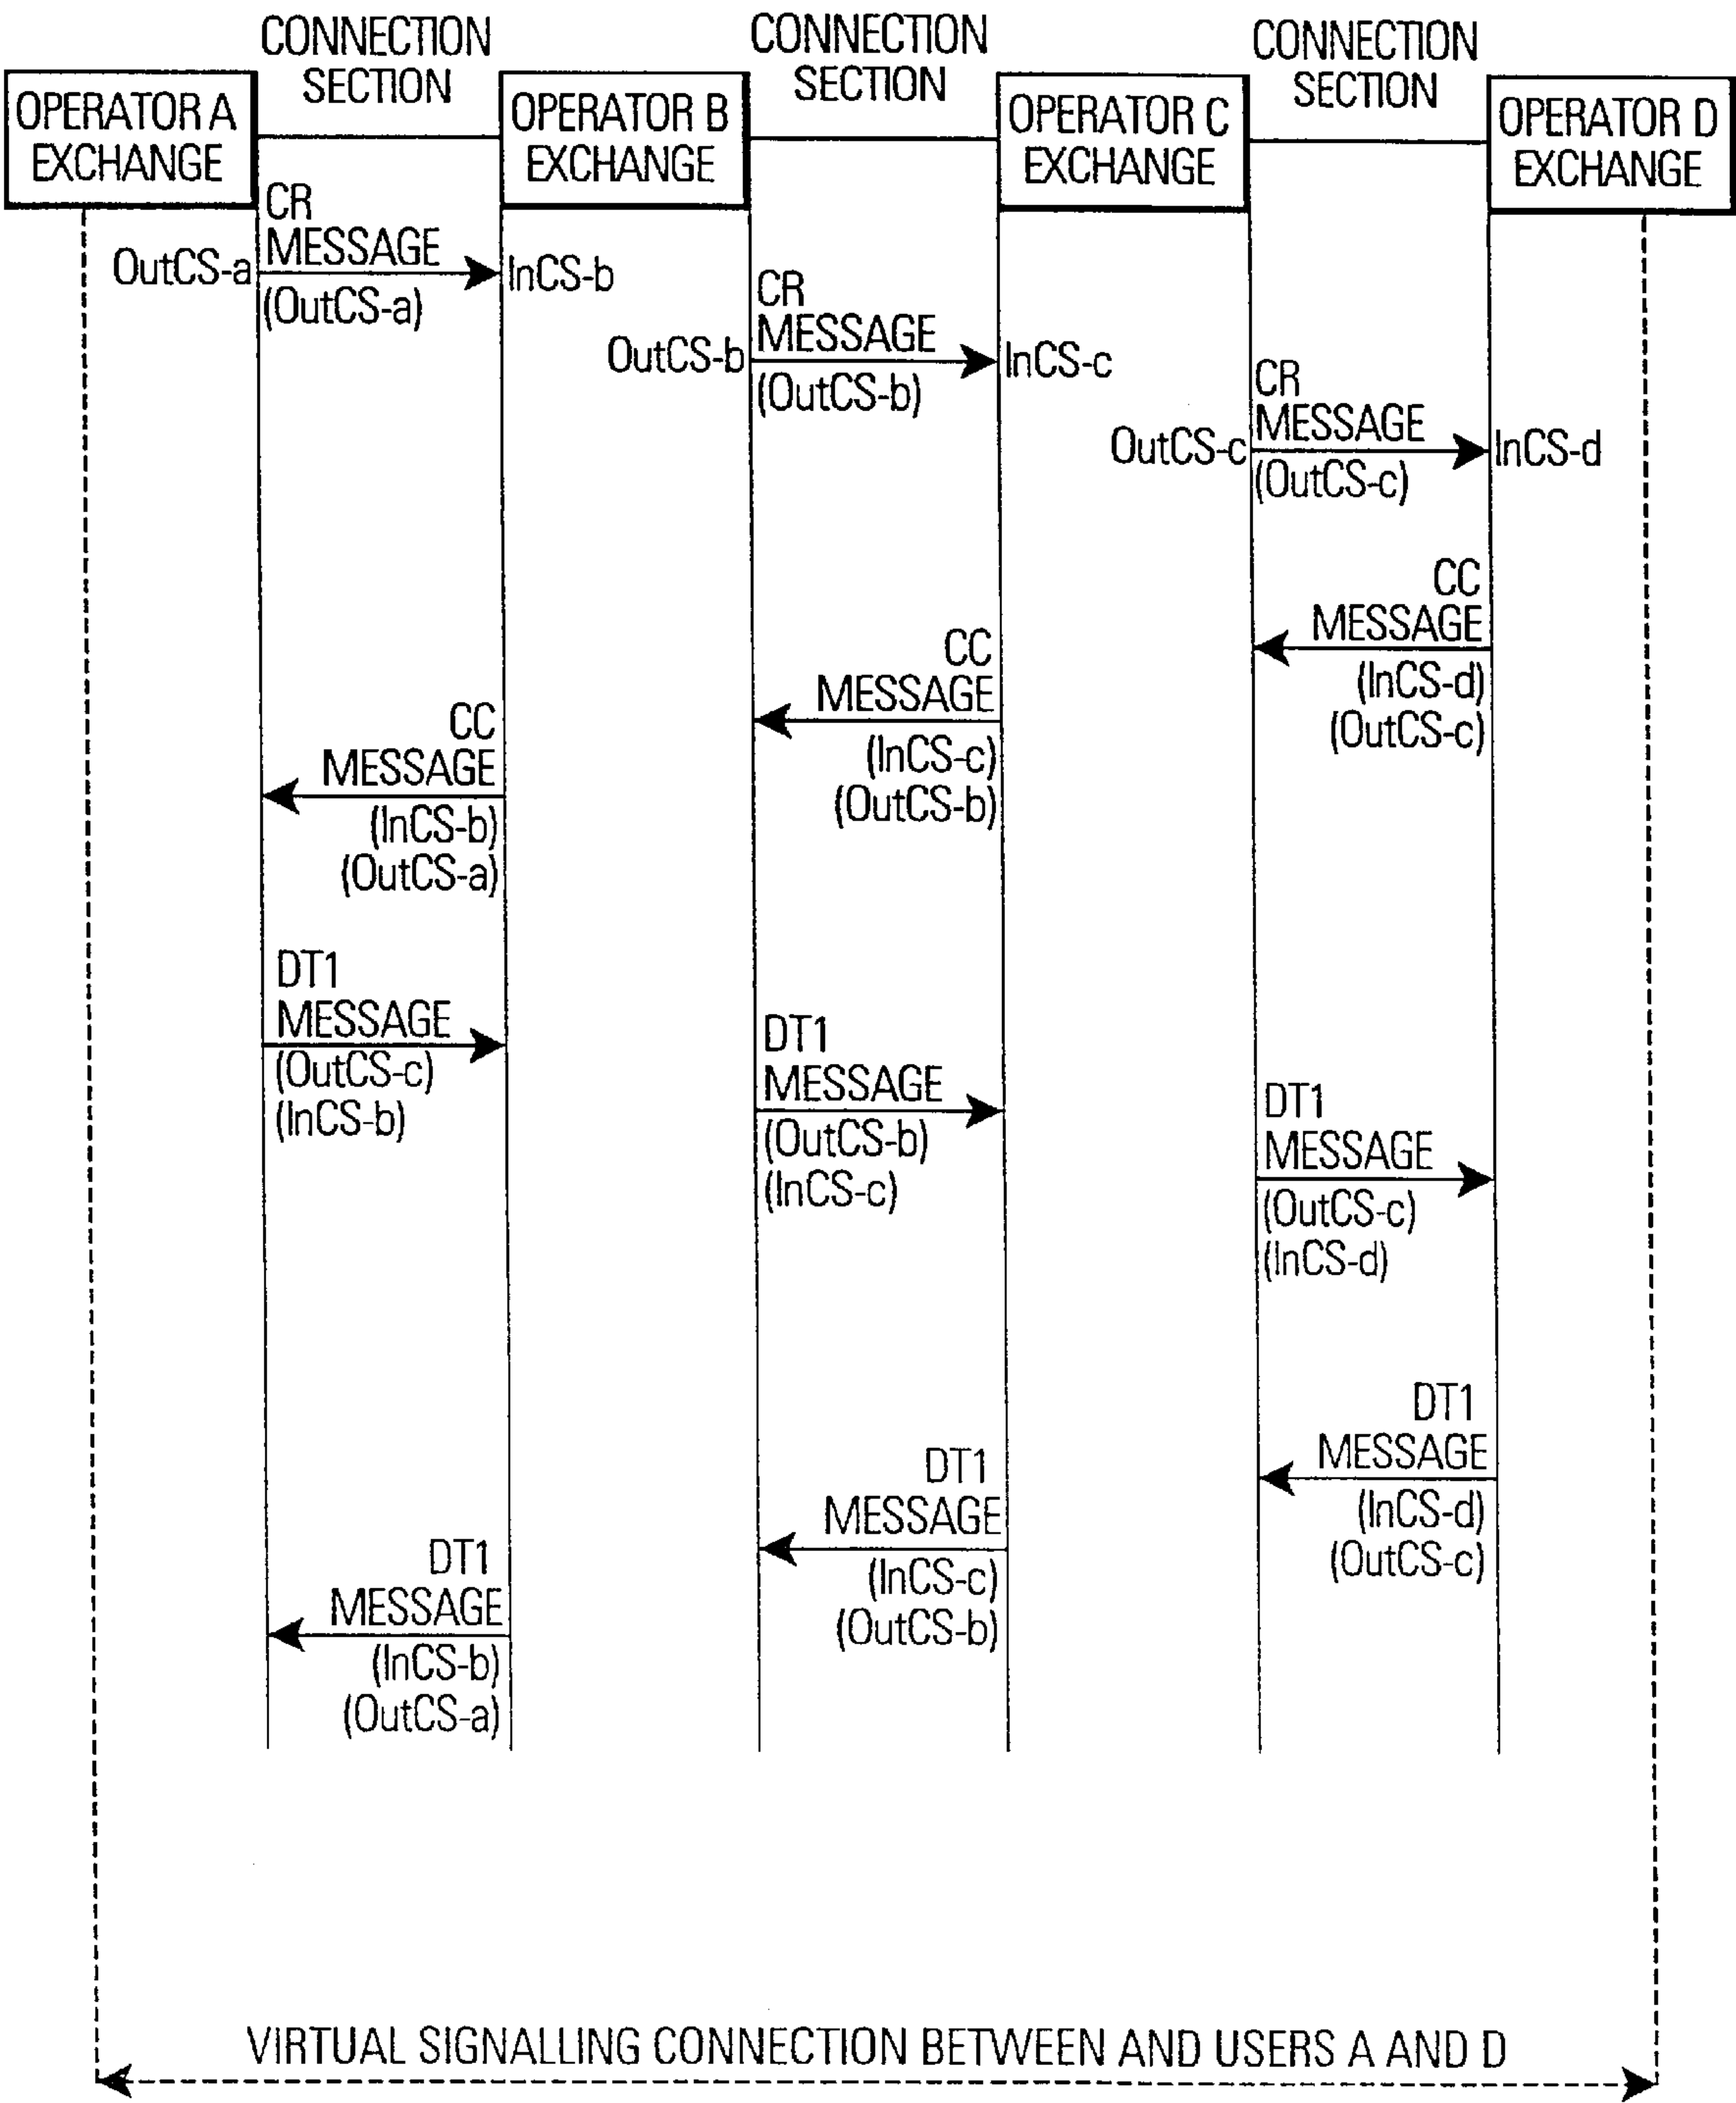 CONNECTION
SECTION
CONNECTION
SECTION
CONNECTION
SECTION
OPERATOR A
EXCHANGE
OPERATOR B
EXCHANGE
OPERATOR C
EXCHANGE
OPERATOR D
EXCHANGE
CR
MESSAGE
OutCS-a
InCS-b
(OutCS-a)
CR
MESSAGE
OutCS-b
InCS-c
(OutCS-b)
CR
MESSAGE
OutCS-c
InCS-d
(OutCS-c)
CC
MESSAGE
(InCS-d)
(OutCS-c)
CC
MESSAGE
(InCS-c)
(OutCS-b)
CC
MESSAGE
(InCS-b)
(OutCS-a)
DT1
MESSAGE
(OutCS-c)
(InCS-b)
DT1
MESSAGE
(OutCS-b)
(InCS-c)
DT1
MESSAGE
(OutCS-c)
(InCS-d)
DT1
MESSAGE
(InCS-d)
(OutCS-c)
DT1
MESSAGE
(InCS-c)
(OutCS-b)
DT1
MESSAGE
(InCS-b)
(OutCS-a)
VIRTUAL SIGNALLING CONNECTION BETWEEN AND USERS A AND D